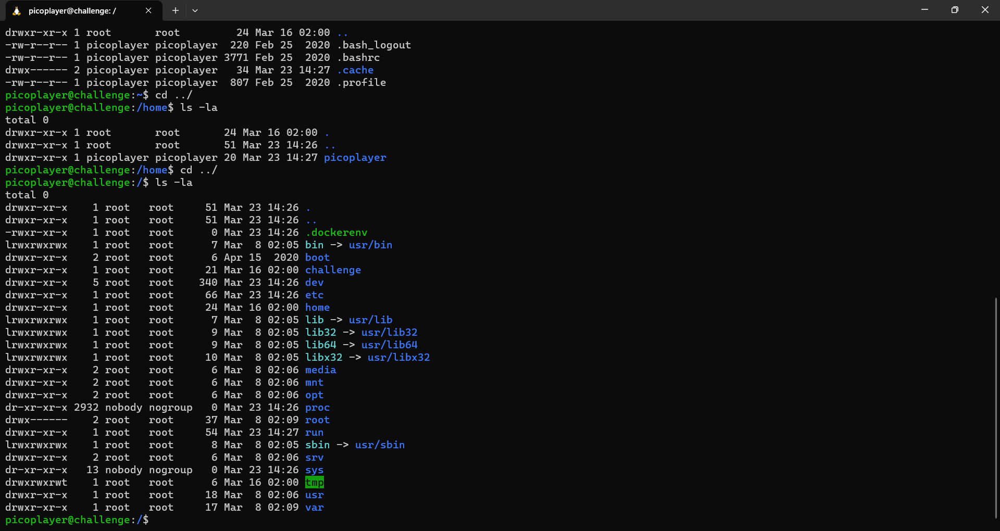 picoplayer@challenge: /
drwxr-xr-x 1 root       root         24 Mar 16 02:00 ..
-rw-r--r-- 1 picoplayer picoplayer  220 Feb 25  2020 .bash_logout
-rw-r--r-- 1 picoplayer picoplayer 3771 Feb 25  2020 .bashrc
drwx------ 2 picoplayer picoplayer   34 Mar 23 14:27 .cache
-rw-r--r-- 1 picoplayer picoplayer  807 Feb 25  2020 .profile
picoplayer@challenge:~$ cd ../
picoplayer@challenge:/home$ ls -la
total 0
drwxr-xr-x 1 root       root       24 Mar 16 02:00 .
drwxr-xr-x 1 root       root       51 Mar 23 14:26 ..
drwxr-xr-x 1 picoplayer picoplayer 20 Mar 23 14:27 picoplayer
picoplayer@challenge:/home$ cd ../
picoplayer@challenge:/$ ls -la
total 0
drwxr-xr-x    1 root   root     51 Mar 23 14:26 .
drwxr-xr-x    1 root   root     51 Mar 23 14:26 ..
-rwxr-xr-x    1 root   root      0 Mar 23 14:26 .dockerenv
lrwxrwxrwx    1 root   root      7 Mar  8 02:05 bin -> usr/bin
drwxr-xr-x    2 root   root      6 Apr 15  2020 boot
drwxr-xr-x    1 root   root     21 Mar 16 02:00 challenge
drwxr-xr-x    5 root   root    340 Mar 23 14:26 dev
drwxr-xr-x    1 root   root     66 Mar 23 14:26 etc
drwxr-xr-x    1 root   root     24 Mar 16 02:00 home
lrwxrwxrwx    1 root   root      7 Mar  8 02:05 lib -> usr/lib
lrwxrwxrwx    1 root   root      9 Mar  8 02:05 lib32 -> usr/lib32
lrwxrwxrwx    1 root   root      9 Mar  8 02:05 lib64 -> usr/lib64
lrwxrwxrwx    1 root   root     10 Mar  8 02:05 libx32 -> usr/libx32
drwxr-xr-x    2 root   root      6 Mar  8 02:06 media
drwxr-xr-x    2 root   root      6 Mar  8 02:06 mnt
drwxr-xr-x    2 root   root      6 Mar  8 02:06 opt
dr-xr-xr-x 2932 nobody nogroup   0 Mar 23 14:26 proc
drwx------    2 root   root     37 Mar  8 02:09 root
drwxr-xr-x    1 root   root     54 Mar 23 14:27 run
lrwxrwxrwx    1 root   root      8 Mar  8 02:05 sbin -> usr/sbin
drwxr-xr-x    2 root   root      6 Mar  8 02:06 srv
dr-xr-xr-x   13 nobody nogroup   0 Mar 23 14:26 sys
drwxrwxrwt    1 root   root      6 Mar 16 02:00 tmp
drwxr-xr-x    1 root   root     18 Mar  8 02:06 usr
drwxr-xr-x    1 root   root     17 Mar  8 02:09 var
picoplayer@challenge:/$